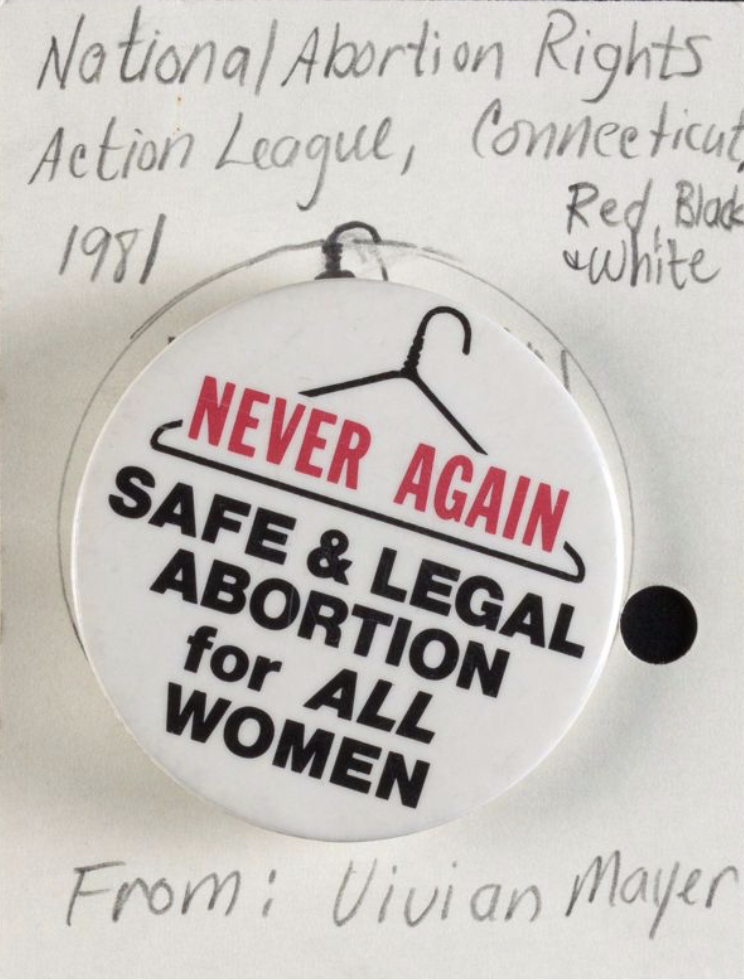 National Abortion Rights
Action League, Connecticut,
1981
Red, Black
& White
NEVER AGAIN
SAFE & LEGAL
ABORTION
for ALL
WOMEN
From: Vivian Mayer